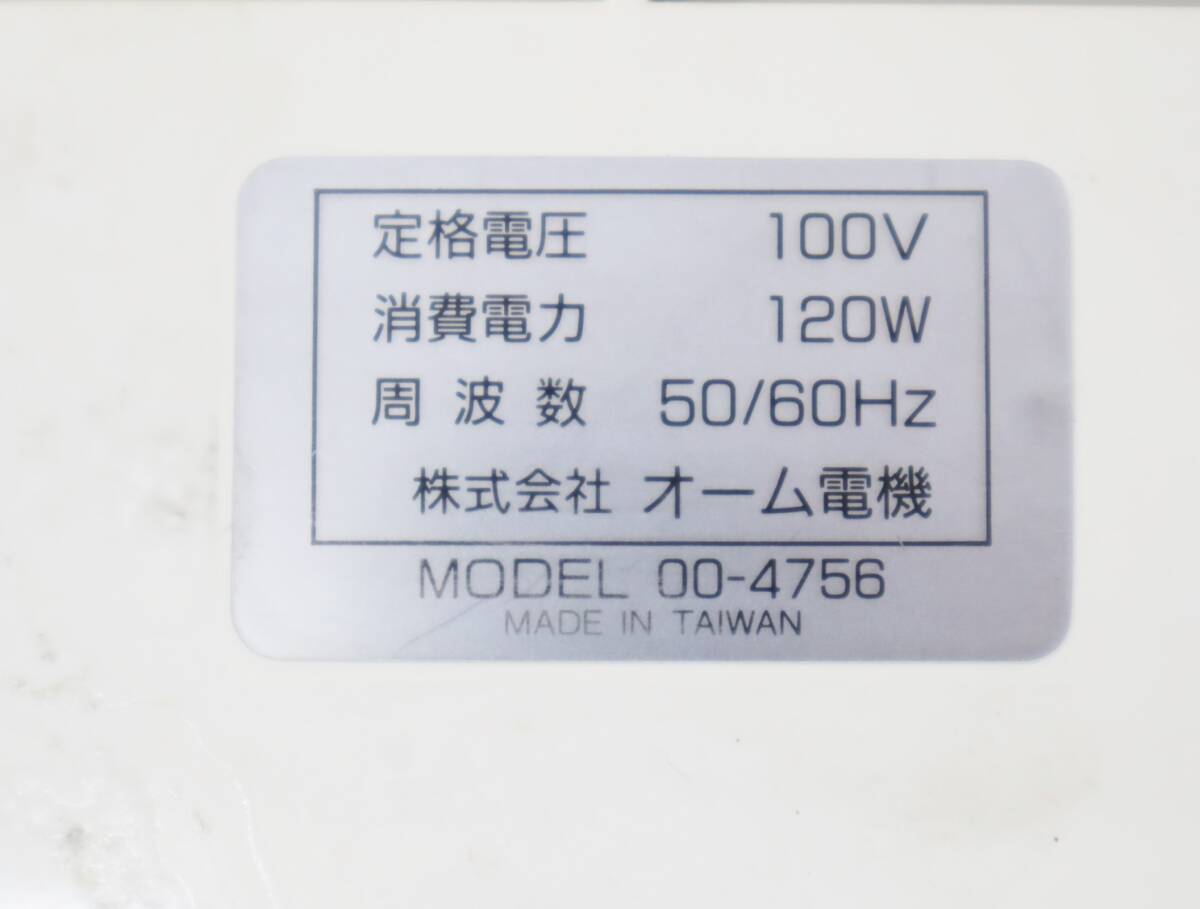 定格電圧 100V
消費電力 120W
周波数 50/60Hz
株式会社 オーム電機
MODEL 00-4756
MADE IN TAIWAN